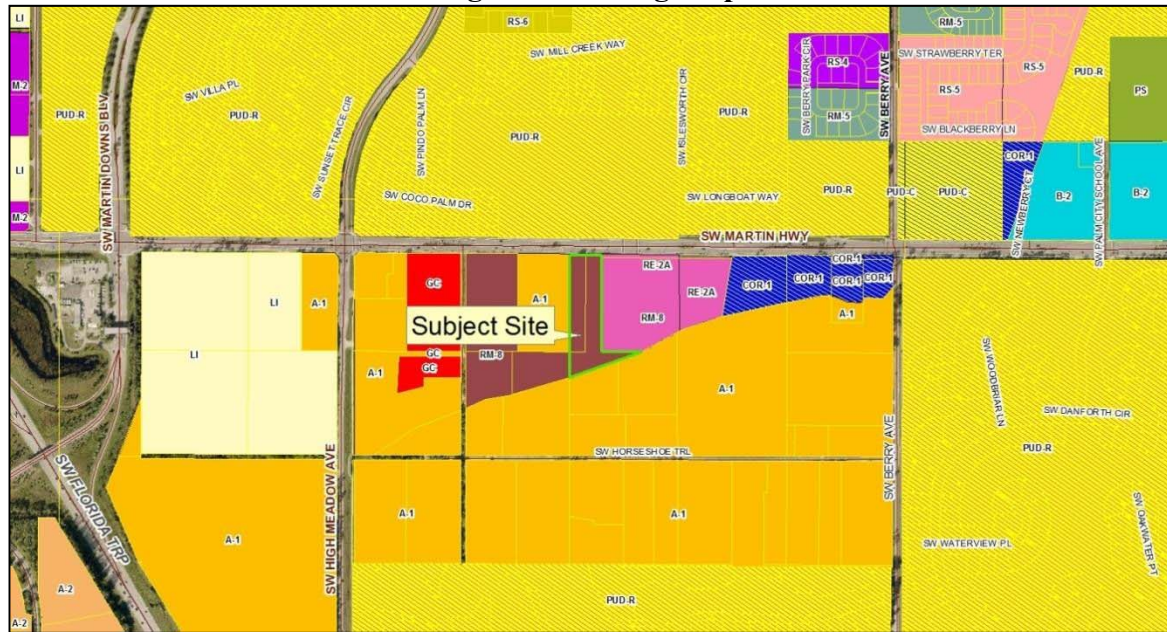 LI
RS-6
RM-5
SW MILL CREEK WAY
SW BERRY PARK CIR
RS-4
SW BERRY AVE
SW STRAWBERRY TER
RS-5
PUD-R
M-2
SW VILLA PL
PUD-R
PUD-R
SW MARTIN DOWNS BLV
SW SUNSET TRACE CIR
SW PINDO PALM LN
PUD-R
SW ISLESWORTH CIR
PUD-R
RM-5
RS-5
SW BLACKBERRY LN
PS
LI
COR-1
SW COCO PALM DR
SW LONGBOAT WAY
PUD-R
PUD-C
PUD-C
SW NEWBERRY CT
B-2
SW PALM CITY SCHOOL AVE
B-2
M-2
SW MARTIN HWY
LI
A-1
GC
A-1
RE-2A
RE-2A
COR-1
COR-1
COR-1
COR-1
COR-1
Subject Site
RM-8
A-1
LI
A-1
GC
GC
RM-8
A-1
SW WOODBRIAR LN
SW DANFORTH CIR
SW FLORIDA TRP
SW HIGH MEADOW AVE
SW HORSESHOE TRL
SW BERRY AVE
PUD-R
A-1
A-1
A-1
SW WATERVIEW PL
SW OAKWATER PT
A-2
A-2
PUD-R